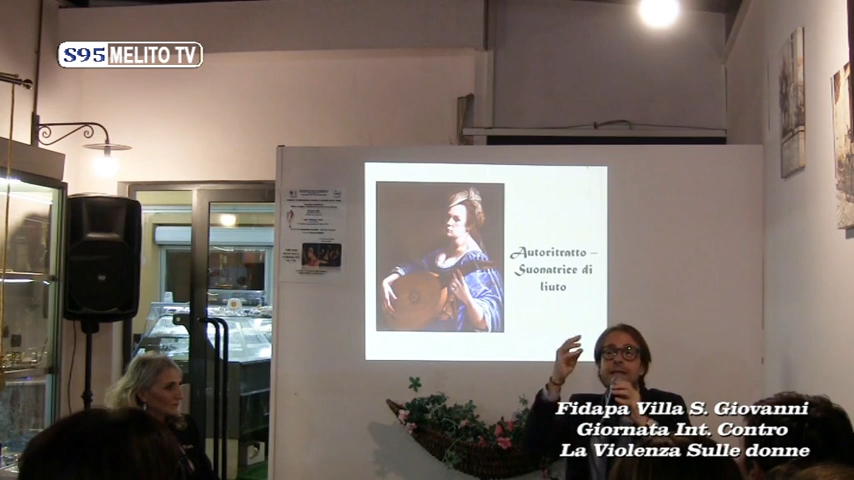 S95 MELITO TV
Autoritratto –
Suonatrice di
liuto
Fidapa Villa S. Giovanni
Giornata Int. Contro
La Violenza Sulle donne